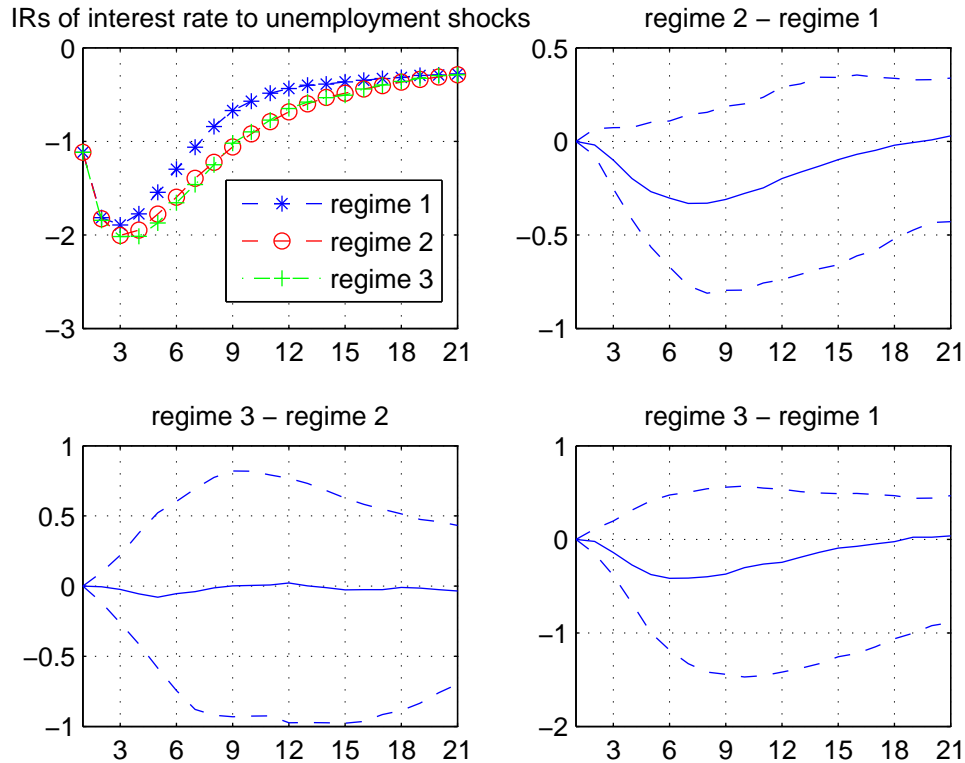 IRs of interest rate to unemployment shocks
0
−1
−2
−3
3 6 9 12 15 18 21
regime 1
regime 2
regime 3
regime 2 − regime 1
0.5
0
−0.5
−1
3 6 9 12 15 18 21
regime 3 − regime 2
1
0.5
0
−0.5
−1
3 6 9 12 15 18 21
regime 3 − regime 1
1
0
−1
−2
3 6 9 12 15 18 21